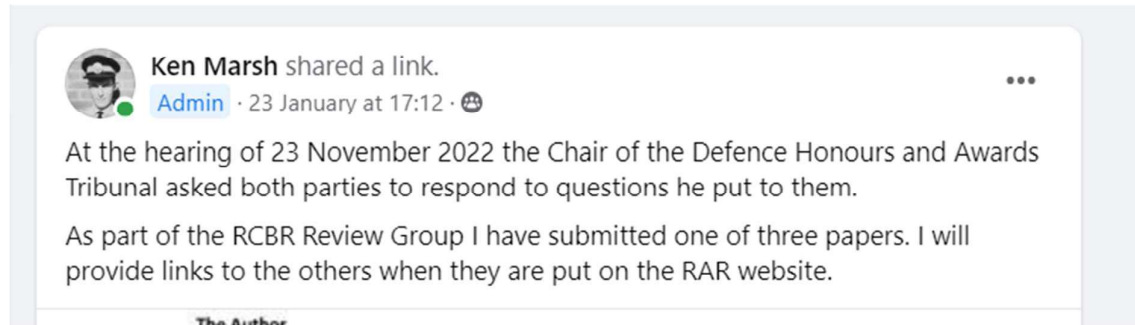 Ken Marsh shared a link.
Admin · 23 January at 17:12 ·
At the hearing of 23 November 2022 the Chair of the Defence Honours and Awards
Tribunal asked both parties to respond to questions he put to them.
As part of the RCBR Review Group I have submitted one of three papers. I will
provide links to the others when they are put on the RAR website.
The Author